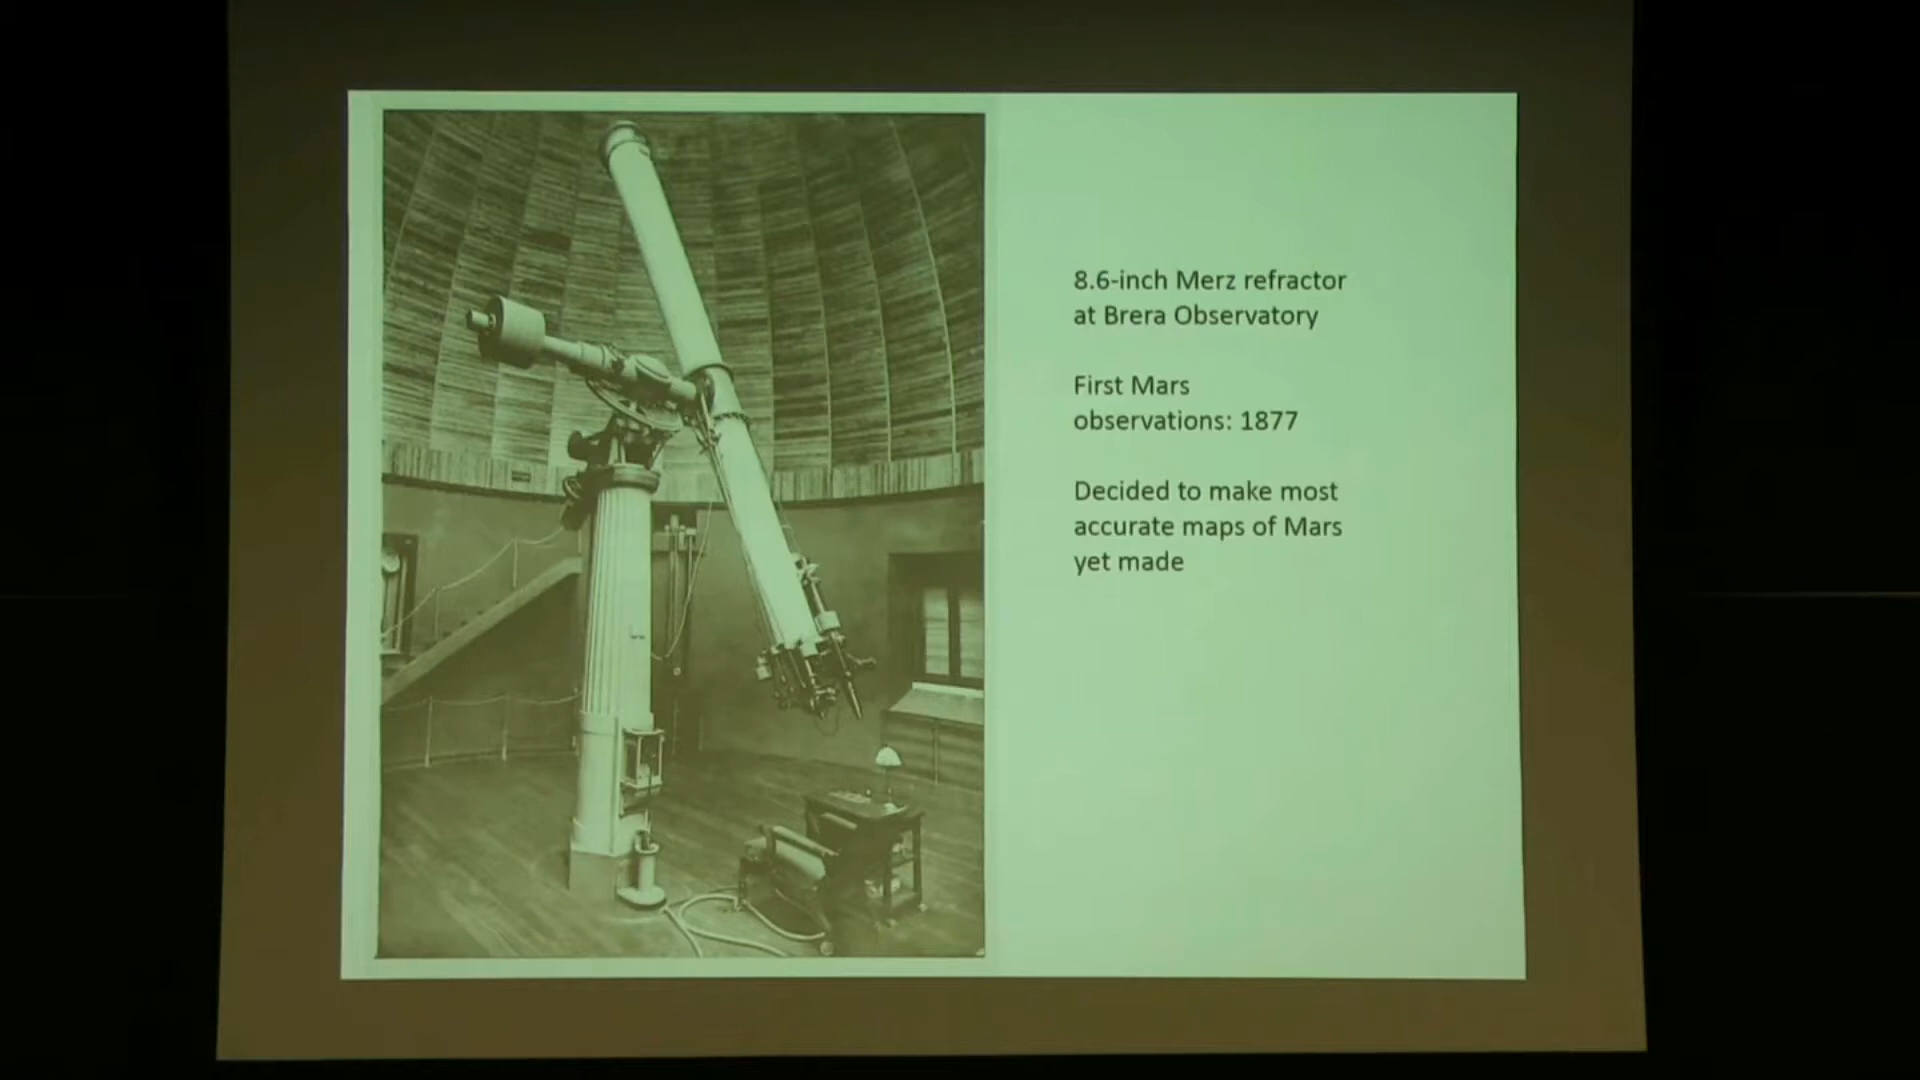 8.6-inch Merz refractor
at Brera Observatory
First Mars
observations: 1877
Decided to make most
accurate maps of Mars
yet made